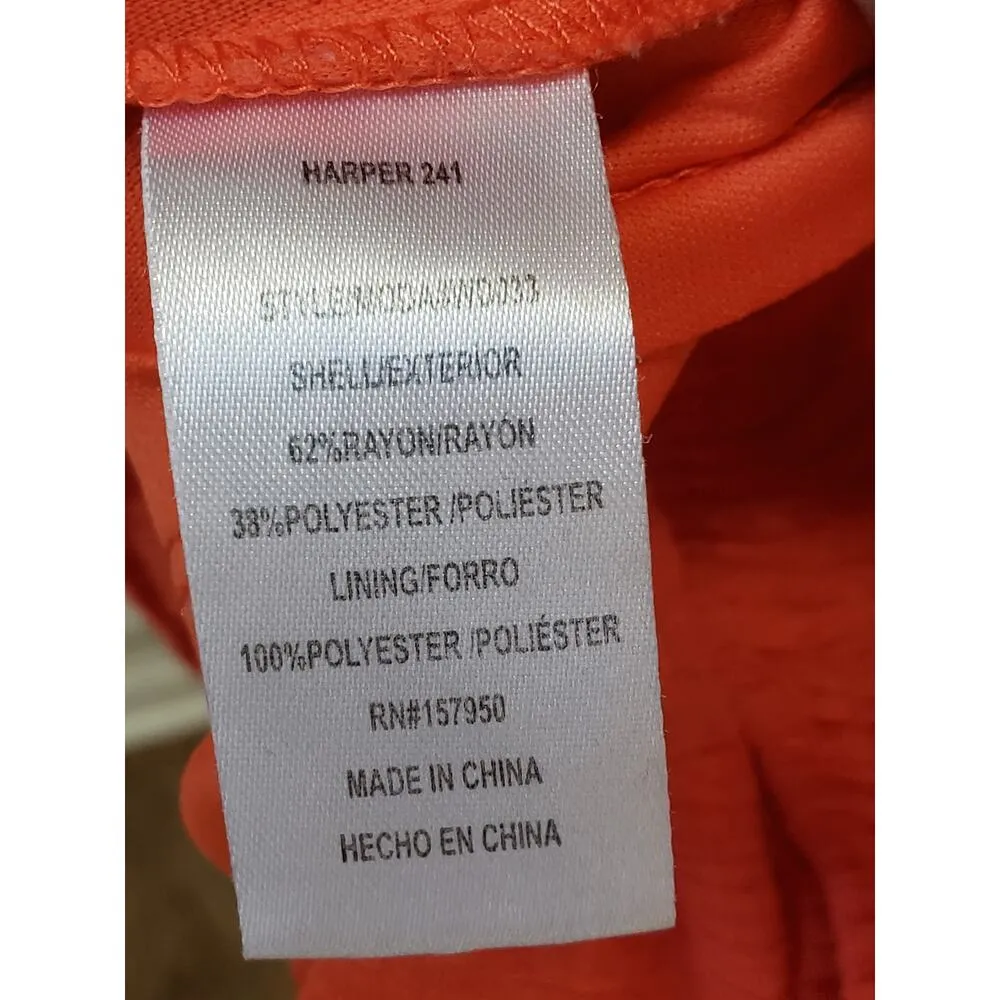 HARPER 241
SHELL/EXTERIOR
62%RAYON/RAYÓN
38%POLYESTER /POLIÉSTER
LINING/FORRO
100%POLYESTER /POLIÉSTER
RN#157950
MADE IN CHINA
HECHO EN CHINA